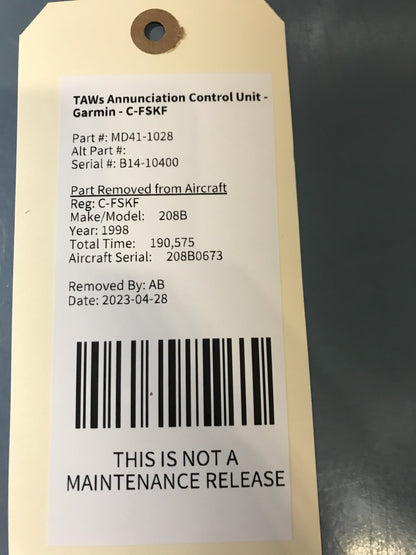 TAWs Annunciation Control Unit -
Garmin - C-FSKF
Part #: MD41-1028
Alt Part #:
Serial #: B14-10400
Part Removed from Aircraft
Reg: C-FSKF
Make/Model: 208B
Year: 1998
Total Time: 190,575
Aircraft Serial: 208B0673
Removed By: AB
Date: 2023-04-28
THIS IS NOT A
MAINTENANCE RELEASE